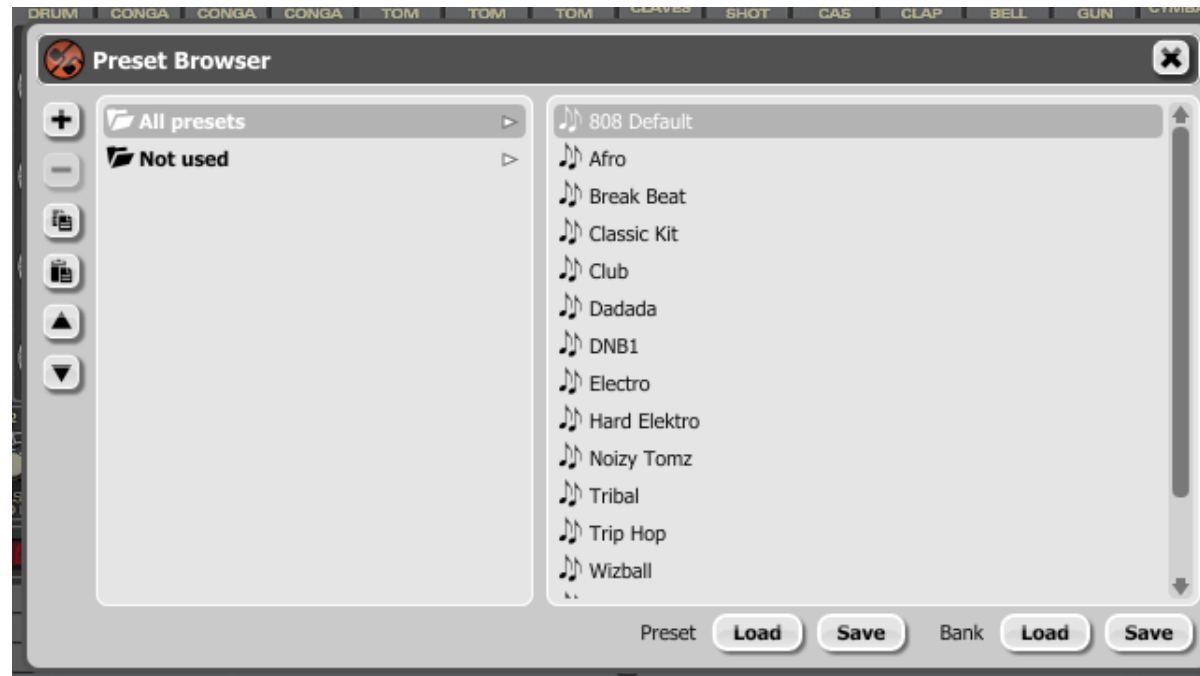 DRUM CONGA CONGA CONGA TOM TOM TOM CLAVES SHOT CAS CLAP BELL GUN
Preset Browser
All presets
Not used
808 Default
Afro
Break Beat
Classic Kit
Club
Dadada
DNB1
Electro
Hard Elektro
Noizy Tomz
Tribal
Trip Hop
Wizball
Preset Load Save Bank Load Save